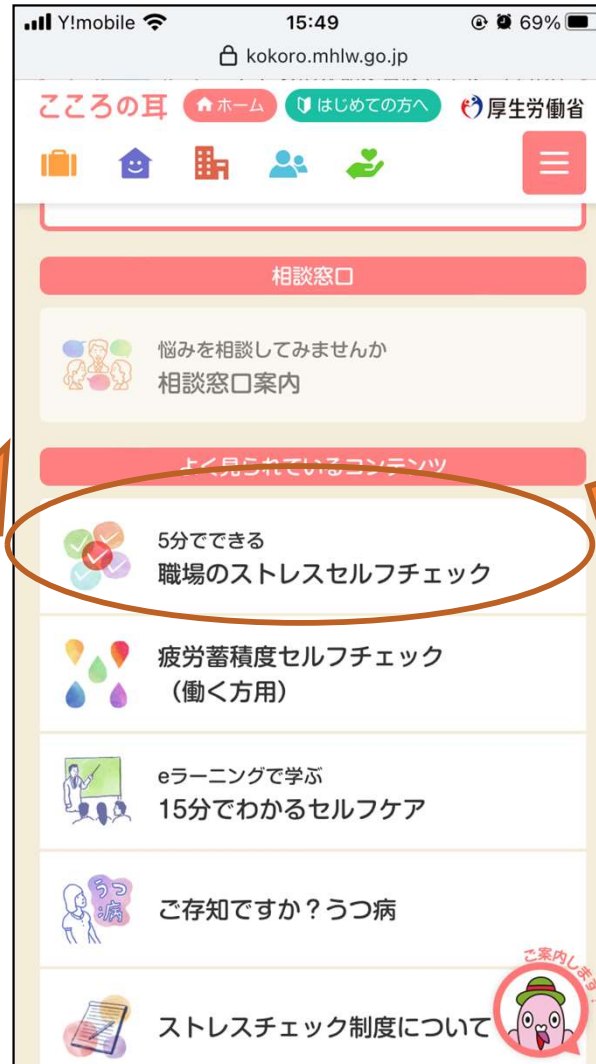 Y!mobile 15:49 69%
kokoro.mhlw.go.jp
こころの耳 ホーム はじめての方へ 厚生労働省
相談窓口
悩みを相談してみませんか
相談窓口案内
よく見られているコンテンツ
5分でできる
職場のストレスセルフチェック
疲労蓄積度セルフチェック
（働く方用）
eラーニングで学ぶ
15分でわかるセルフケア
うつ
病
ご存知ですか？うつ病
ご案内します！
ストレスチェック制度について